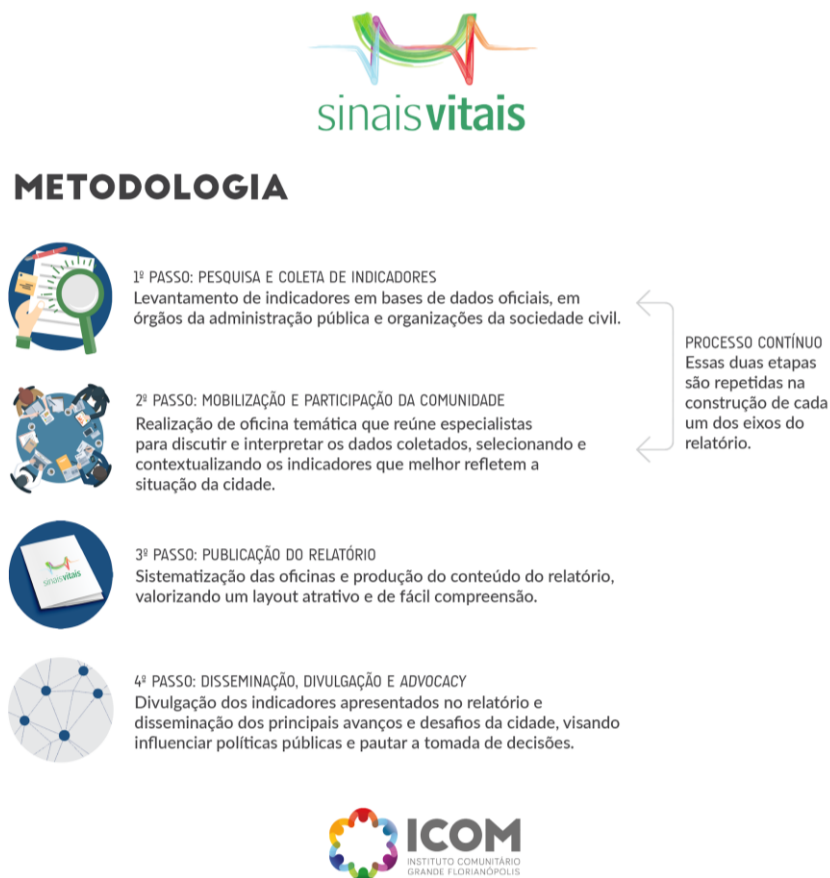 sinaisvitais
METODOLOGIA
1º PASSO: PESQUISA E COLETA DE INDICADORES
Levantamento de indicadores em bases de dados oficiais, em
órgãos da administração pública e organizações da sociedade civil.
PROCESSO CONTÍNUO
Essas duas etapas
são repetidas na
construção de cada
um dos eixos do
relatório.
2º PASSO: MOBILIZAÇÃO E PARTICIPAÇÃO DA COMUNIDADE
Realização de oficina temática que reúne especialistas
para discutir e interpretar os dados coletados, selecionando e
contextualizando os indicadores que melhor refletem a
situação da cidade.
sinaisvitais
3º PASSO: PUBLICAÇÃO DO RELATÓRIO
Sistematização das oficinas e produção do conteúdo do relatório,
valorizando um layout atrativo e de fácil compreensão.
4º PASSO: DISSEMINAÇÃO, DIVULGAÇÃO E ADVOCACY
Divulgação dos indicadores apresentados no relatório e
disseminação dos principais avanços e desafios da cidade, visando
influenciar políticas públicas e pautar a tomada de decisões.
ICOM
INSTITUTO COMUNITÁRIO
GRANDE FLORIANÓPOLIS